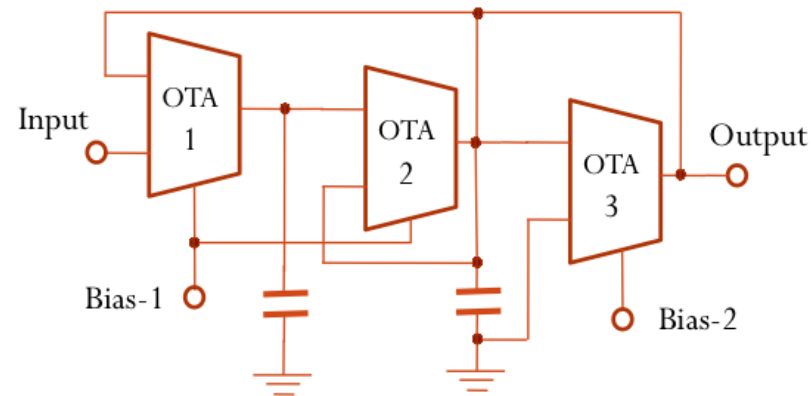 OTA
1
Input
OTA
2
OTA
3
Output
Bias-1
Bias-2